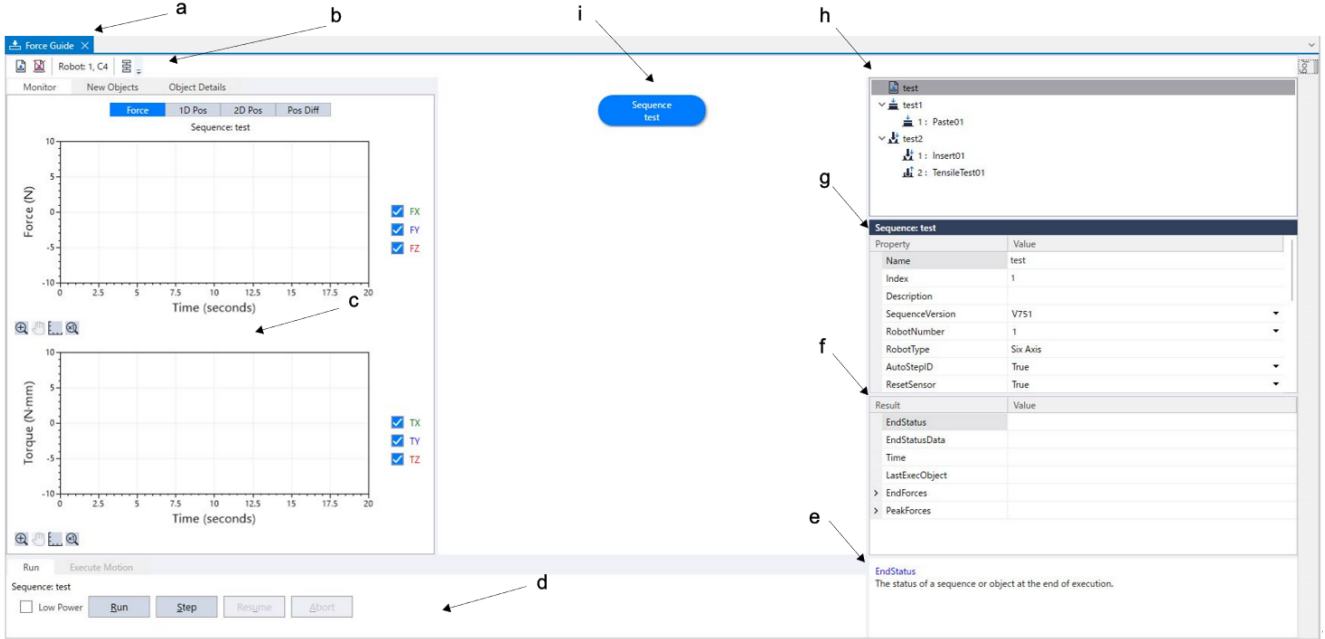 a
b
i
h
Force Guide
Robot: 1, C4
Jog
Monitor New Objects Object Details
Force 1D Pos 2D Pos Pos Diff
Sequence: test
10
5
0
-5
-10
Force (N)
0 2.5 5 7.5 10 12.5 15 17.5 20
Time (seconds)
FX
FY
FZ
c
10
5
0
-5
-10
Torque (N·mm)
0 2.5 5 7.5 10 12.5 15 17.5 20
Time (seconds)
TX
TY
TZ
Run Execute Motion
Sequence: test
Low Power Run Step Resume Abort
d
Sequence
test
test
test1
1 : Paste01
test2
1 : Insert01
2 : TensileTest01
g
Sequence: test
Property Value
Name test
Index 1
Description
SequenceVersion V751
RobotNumber 1
RobotType Six Axis
AutoStepID True
ResetSensor True
f
Result Value
EndStatus
EndStatusData
Time
LastExecObject
EndForces
PeakForces
e
EndStatus
The status of a sequence or object at the end of execution.